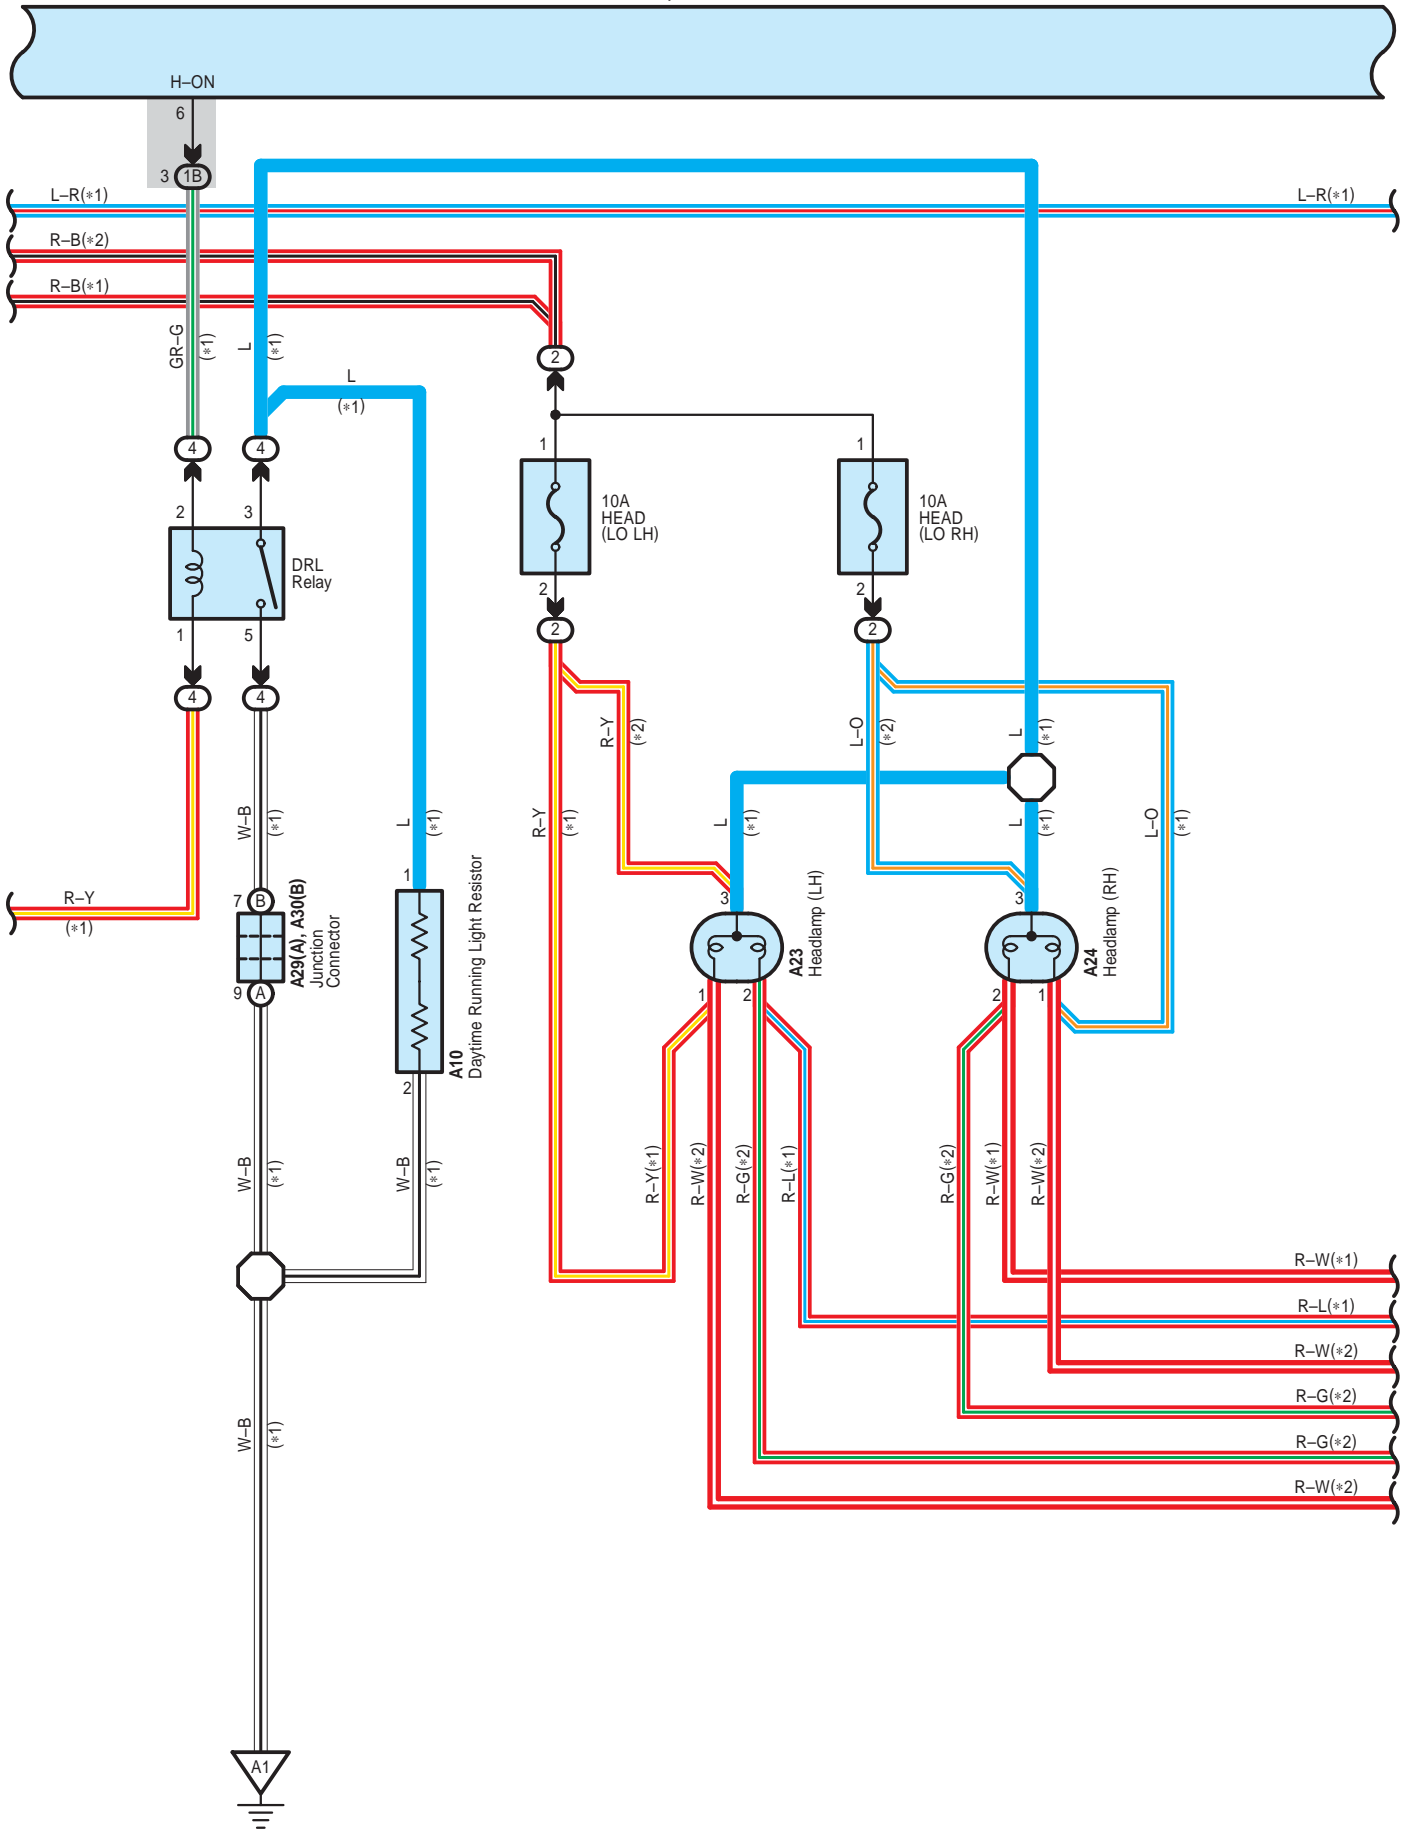 H–ON
6
3 1B
L–R(∗1)
L–R(∗1)
R–B(∗2)
R–B(∗1)
GR–G
(∗1)
L
(∗1)
L
(∗1)
2
4
4
1
1
10A
HEAD
(LO LH)
10A
HEAD
(LO RH)
2
3
DRL
Relay
1
5
2
2
2
2
4
4
R–Y
(∗2)
L–O
(∗2)
L
(∗1)
W–B
(∗1)
L
(∗1)
R–Y
(∗1)
L
(∗1)
L
(∗1)
L–O
(∗1)
R–Y
(∗1)
7 B
A29(A), A30(B)
Junction
Connector
9 A
1
A10
Daytime Running Light Resistor
2
3
A23
Headlamp (LH)
1
2
3
A24
Headlamp (RH)
2
1
W–B
(∗1)
W–B
(∗1)
R–Y(∗1)
R–W(∗2)
R–G(∗2)
R–L(∗1)
R–G(∗2)
R–W(∗1)
R–W(∗2)
R–W(∗1)
R–L(∗1)
R–W(∗2)
R–G(∗2)
R–G(∗2)
R–W(∗2)
W–B
(∗1)
A1